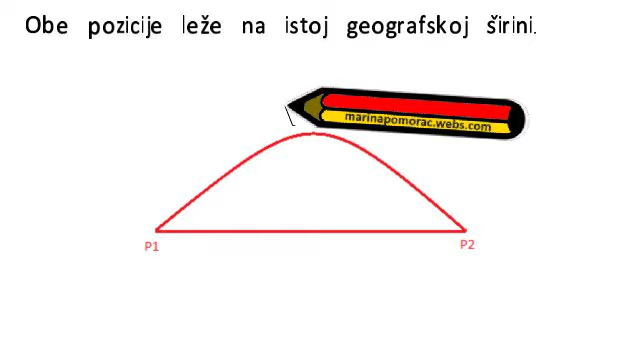 Obe pozicije leže na istoj geografskoj širini.
marinapomorac.webs.com
P1 P2